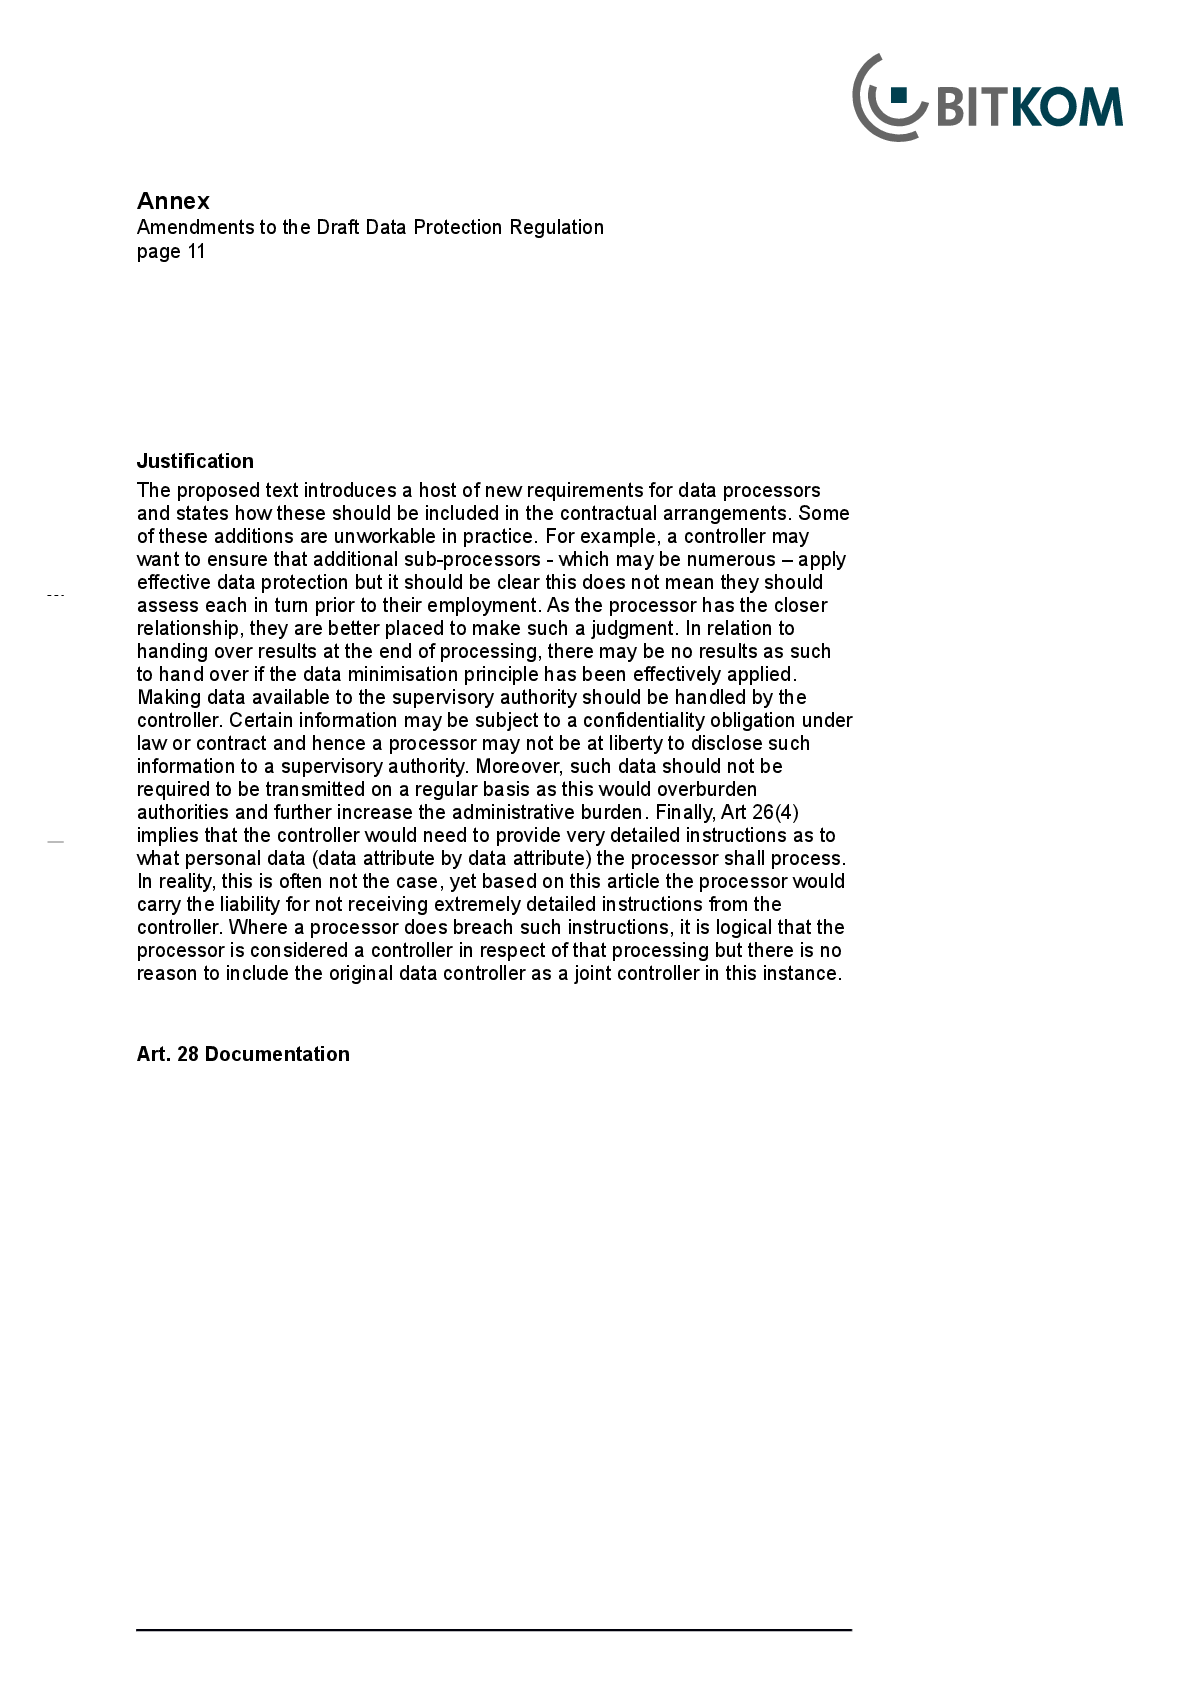 BITKOM
Annex
Amendments to the Draft Data Protection Regulation
page 11
Justification
The proposed text introduces a host of new requirements for data processors
and states how these should be included in the contractual arrangements. Some
of these additions are unworkable in practice. For example, a controller may
want to ensure that additional sub-processors - which may be numerous – apply
effective data protection but it should be clear this does not mean they should
assess each in turn prior to their employment. As the processor has the closer
relationship, they are better placed to make such a judgment. In relation to
handing over results at the end of processing, there may be no results as such
to hand over if the data minimisation principle has been effectively applied.
Making data available to the supervisory authority should be handled by the
controller. Certain information may be subject to a confidentiality obligation under
law or contract and hence a processor may not be at liberty to disclose such
information to a supervisory authority. Moreover, such data should not be
required to be transmitted on a regular basis as this would overburden
authorities and further increase the administrative burden. Finally, Art 26(4)
implies that the controller would need to provide very detailed instructions as to
what personal data (data attribute by data attribute) the processor shall process.
In reality, this is often not the case, yet based on this article the processor would
carry the liability for not receiving extremely detailed instructions from the
controller. Where a processor does breach such instructions, it is logical that the
processor is considered a controller in respect of that processing but there is no
reason to include the original data controller as a joint controller in this instance.
Art. 28 Documentation